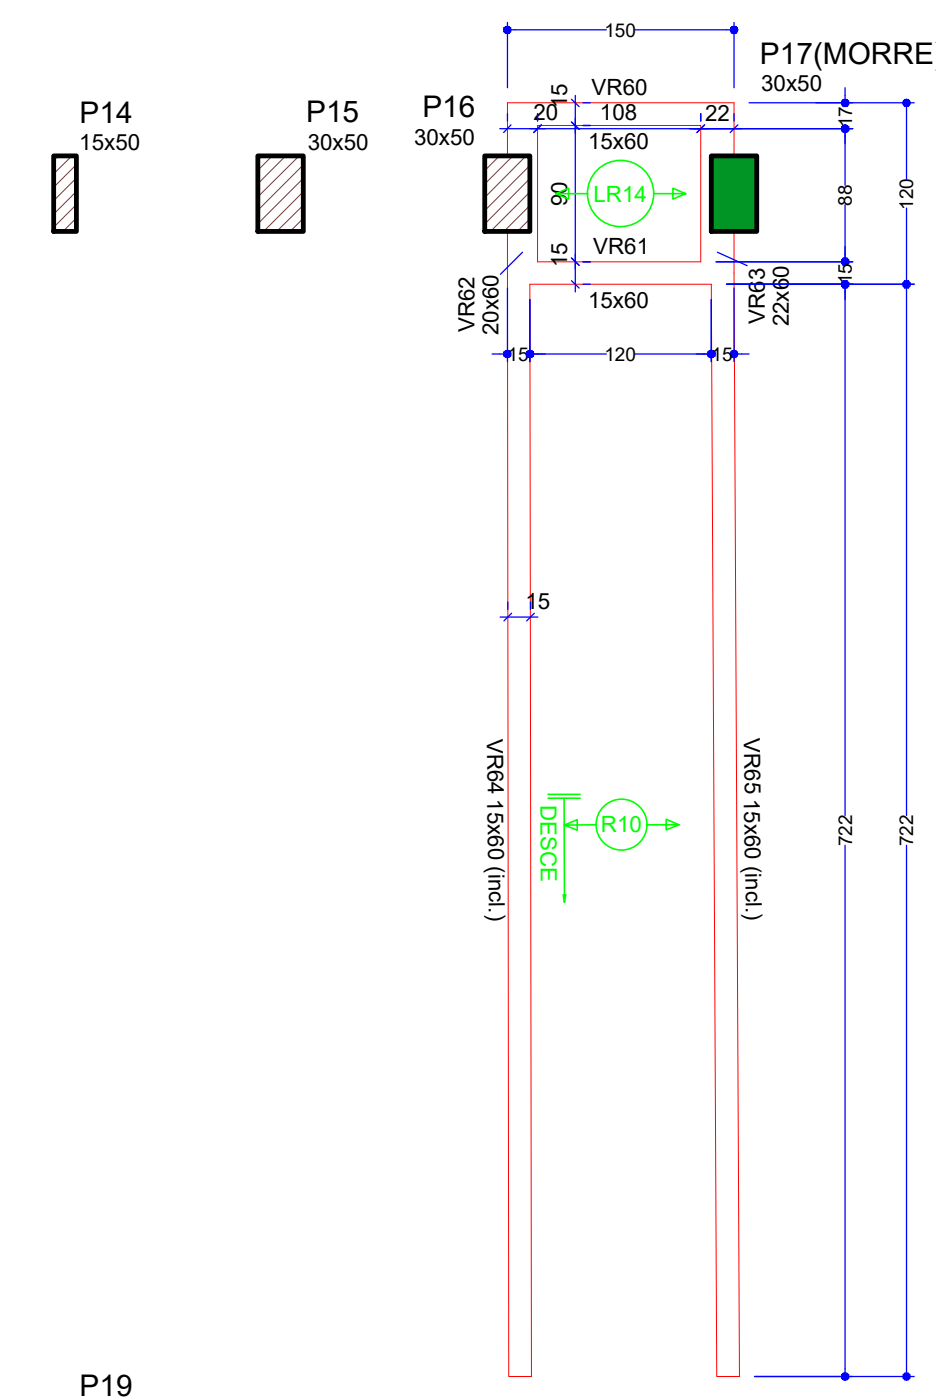 150
P17(MORRE)
30x50
P14
15x50
P15
30x50
P16
30x50
15
VR60
20
108
22
15x60
17
LR14
90
88
120
15
VR61
15
VR62
20x60
VR63
22x60
15x60
15
120
15
15
VR64 15x60 (incl.)
VR65 15x60 (incl.)
DESCE
R10
722
722
P19